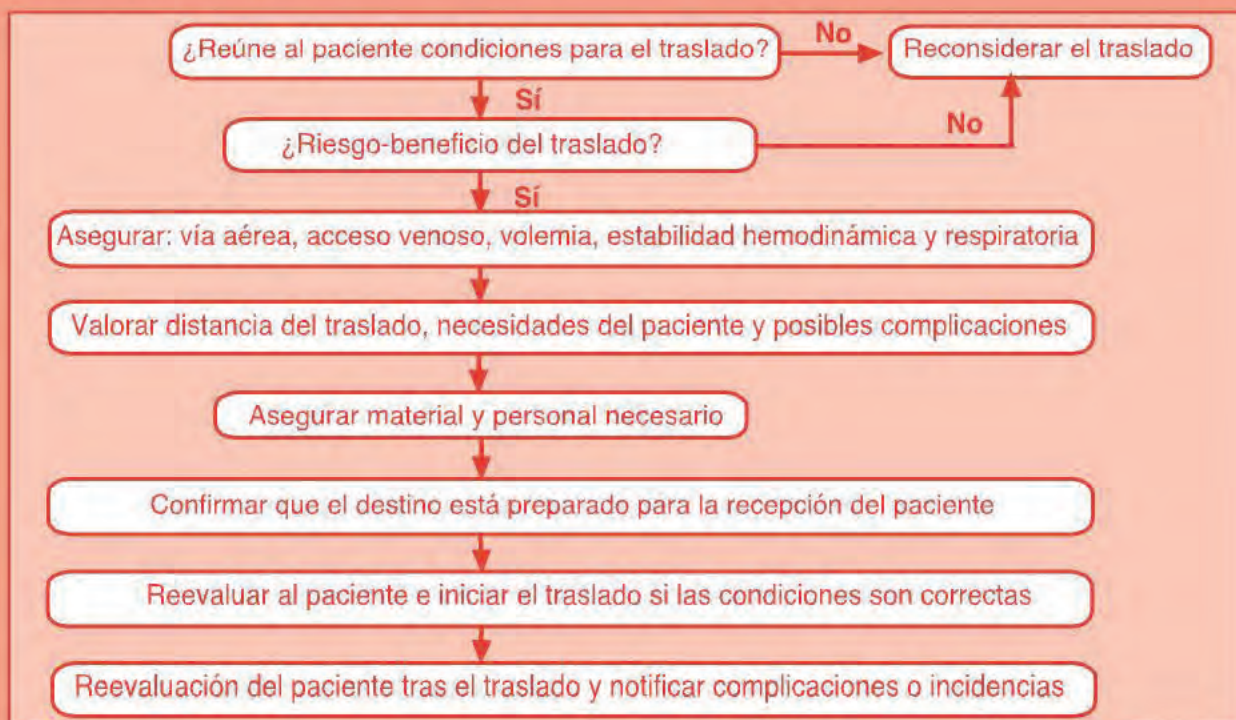 ¿Reúne al paciente condiciones para el traslado?
No
Reconsiderar el traslado
Sí
No
¿Riesgo-beneficio del traslado?
Sí
Asegurar: vía aérea, acceso venoso, volemia, estabilidad hemodinámica y respiratoria
Valorar distancia del traslado, necesidades del paciente y posibles complicaciones
Asegurar material y personal necesario
Confirmar que el destino está preparado para la recepción del paciente
Reevaluar al paciente e iniciar el traslado si las condiciones son correctas
Reevaluación del paciente tras el traslado y notificar complicaciones o incidencias